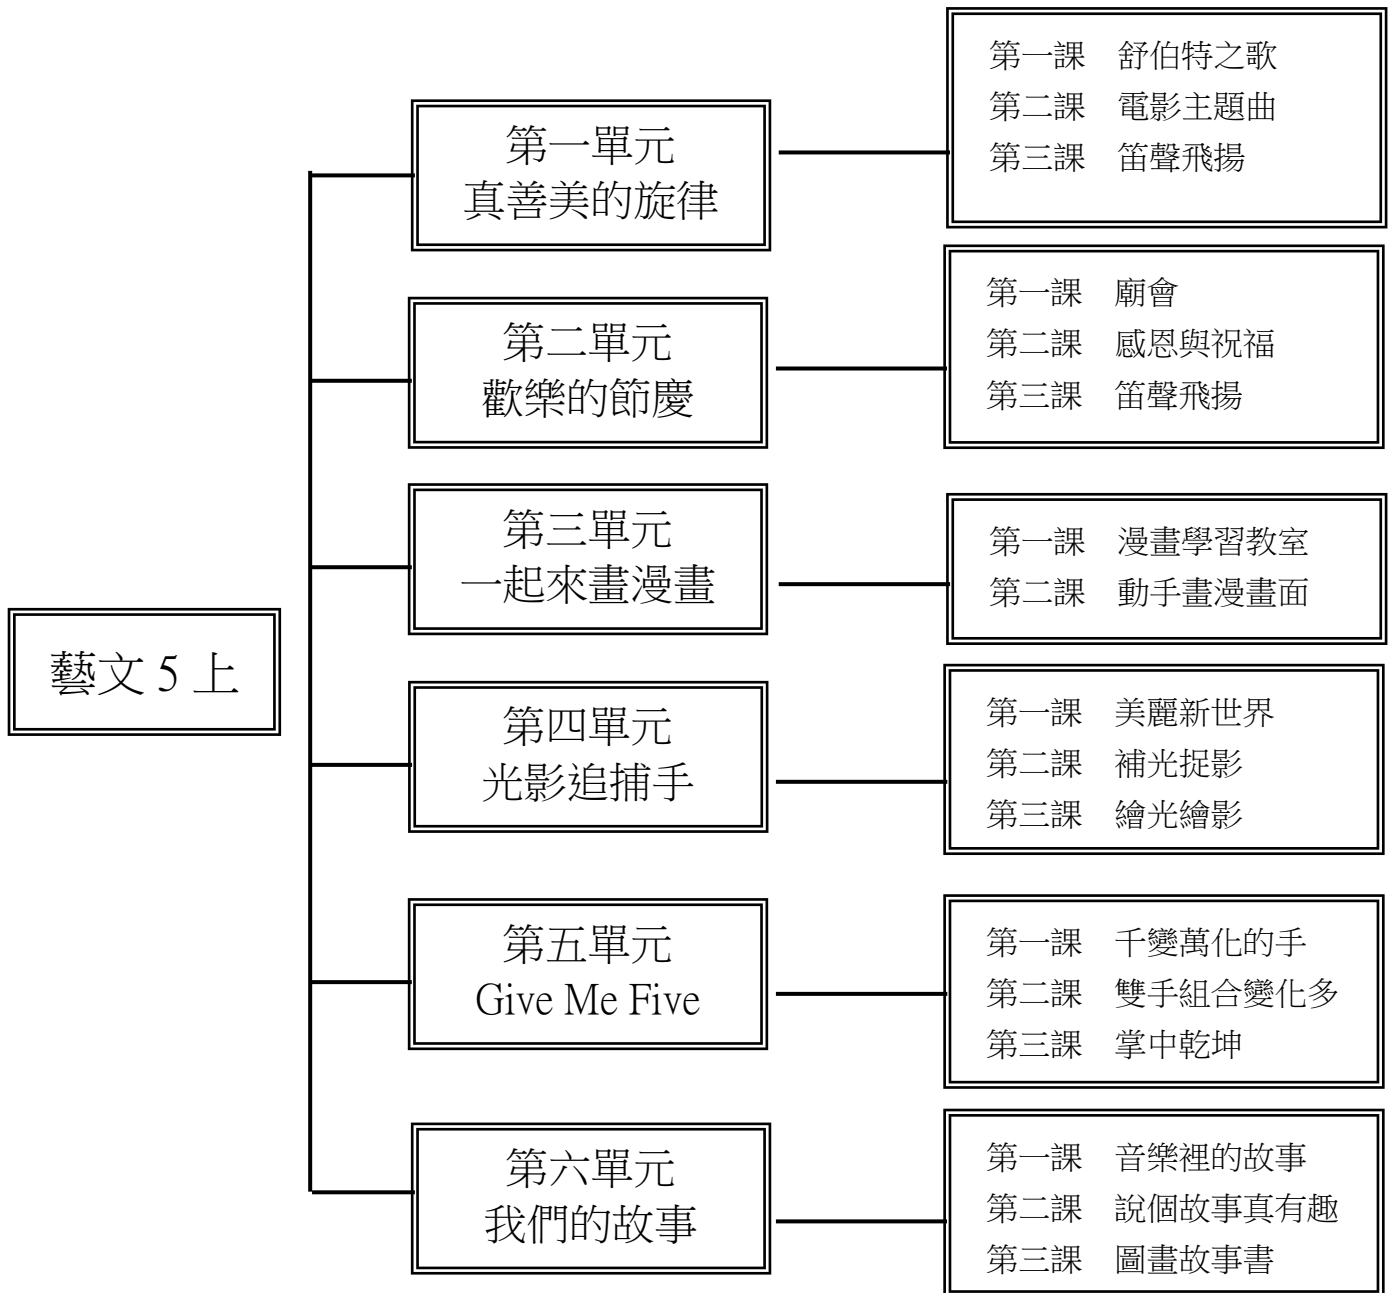 藝文 5 上
第一單元
真善美的旋律
第一課　舒伯特之歌
第二課　電影主題曲
第三課　笛聲飛揚
第二單元
歡樂的節慶
第一課　廟會
第二課　感恩與祝福
第三課　笛聲飛揚
第三單元
一起來畫漫畫
第一課　漫畫學習教室
第二課　動手畫漫畫面
第四單元
光影追捕手
第一課　美麗新世界
第二課　補光捉影
第三課　繪光繪影
第五單元
Give Me Five
第一課　千變萬化的手
第二課　雙手組合變化多
第三課　掌中乾坤
第六單元
我們的故事
第一課　音樂裡的故事
第二課　說個故事真有趣
第三課　圖畫故事書